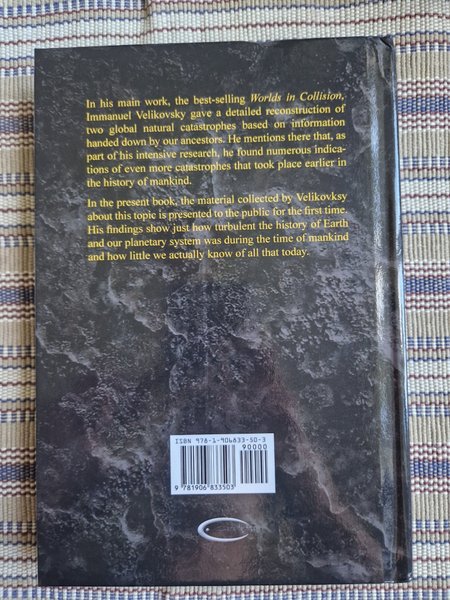 In his main work, the best-selling Worlds in Collision,
Immanuel Velikovsky gave a detailed reconstruction of
two global natural catastrophes based on information
handed down by our ancestors. He mentions there that, as
part of his intensive research, he found numerous indica-
tions of even more catastrophes that took place earlier in
the history of mankind.
In the present book, the material collected by Velikovksy
about this topic is presented to the public for the first time.
His findings show just how turbulent the history of Earth
and our planetary system was during the time of mankind
and how little we actually know of all that today.
ISBN 978-1-906833-50-3
90000
9 781906 833503